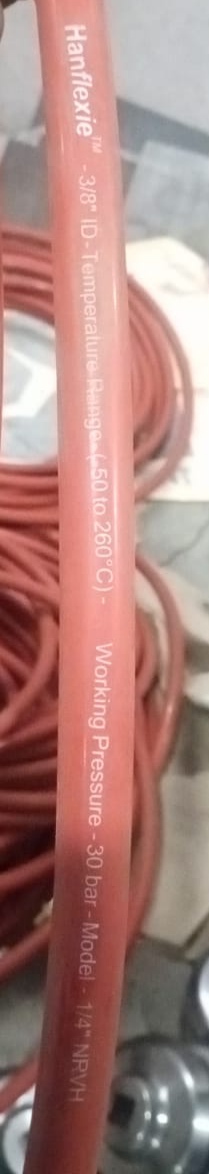 Hanflexie™ - 3/8" ID - Temperature Range- (-50 to 260°C) - Working Pressure - 30 bar - Model - 1/4" NRVH